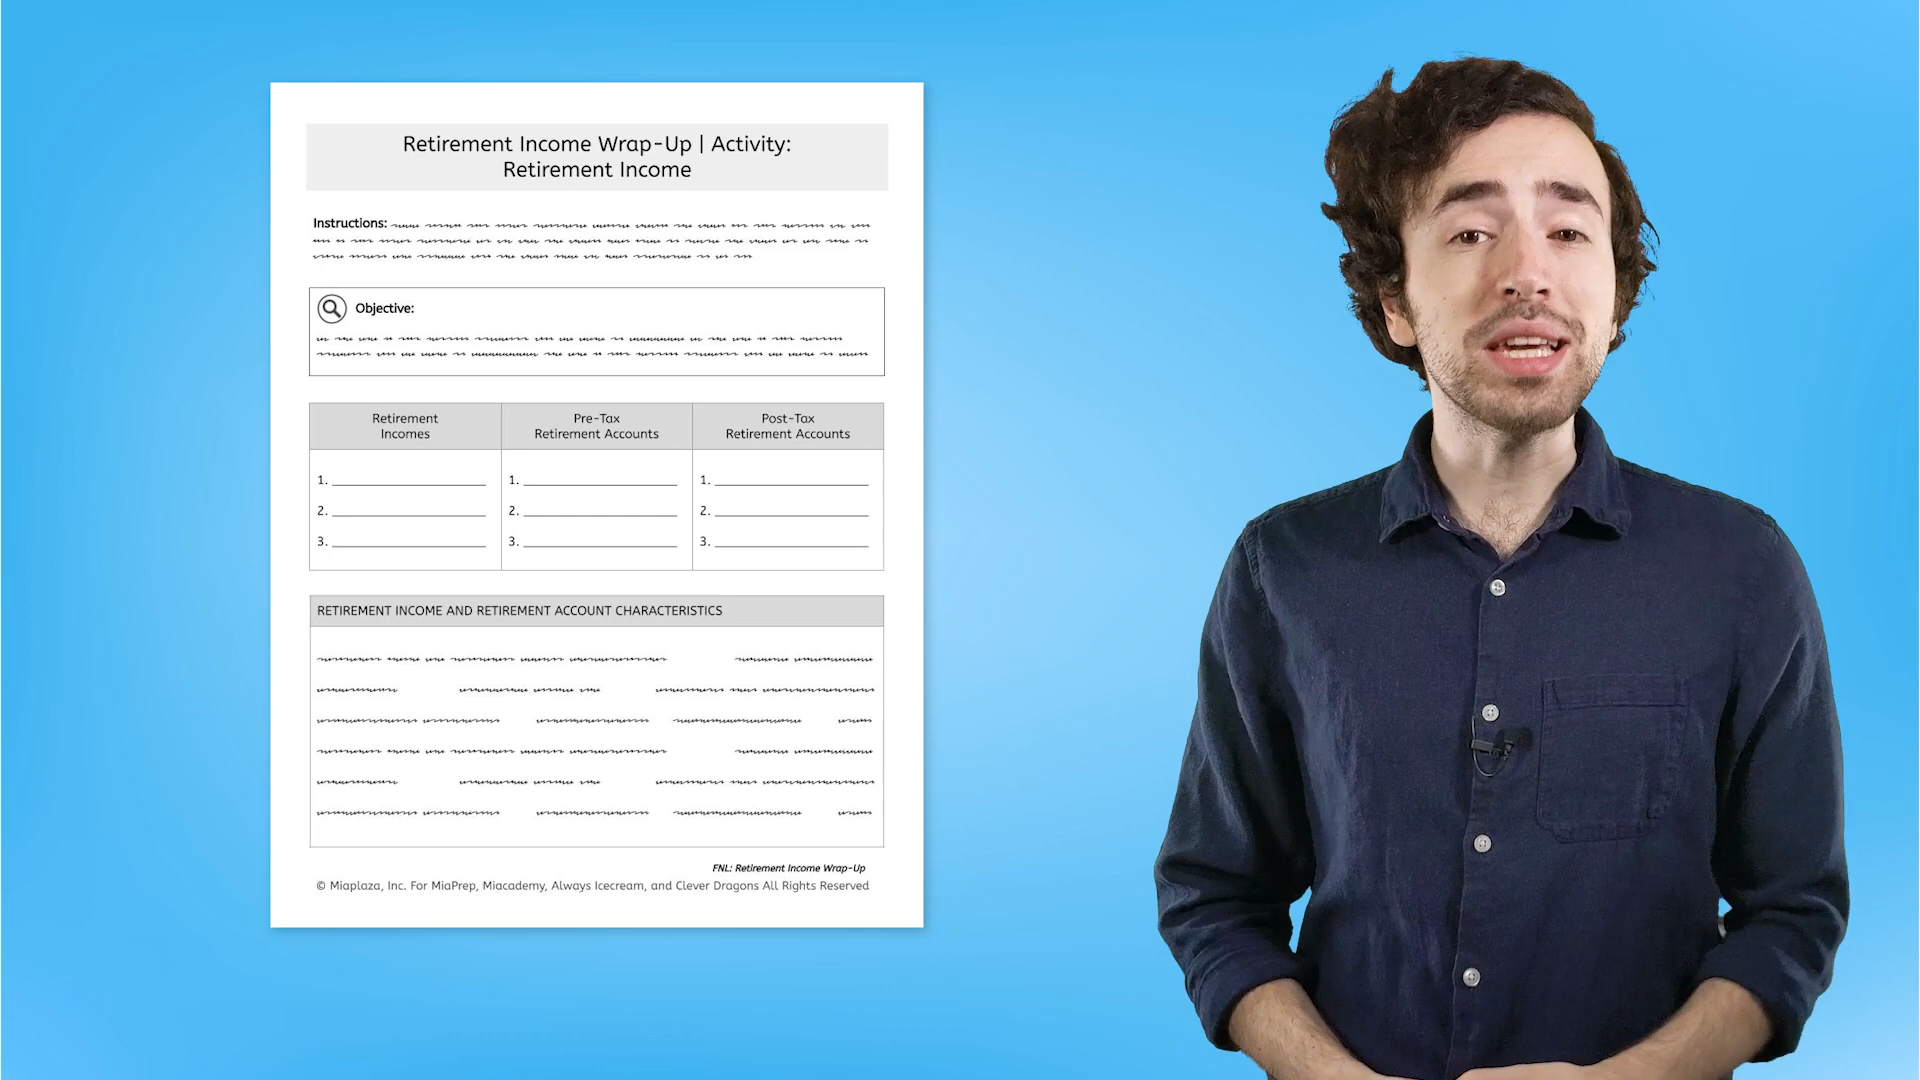 Retirement Income Wrap-Up | Activity:
Retirement Income
Instructions:
Objective:
Retirement
Incomes
Pre-Tax
Retirement Accounts
Post-Tax
Retirement Accounts
1.
2.
3.
1.
2.
3.
1.
2.
3.
RETIREMENT INCOME AND RETIREMENT ACCOUNT CHARACTERISTICS
FNL: Retirement Income Wrap-Up
© Miaplaza, Inc. For MiaPrep, Miacademy, Always Icecream, and Clever Dragons All Rights Reserved